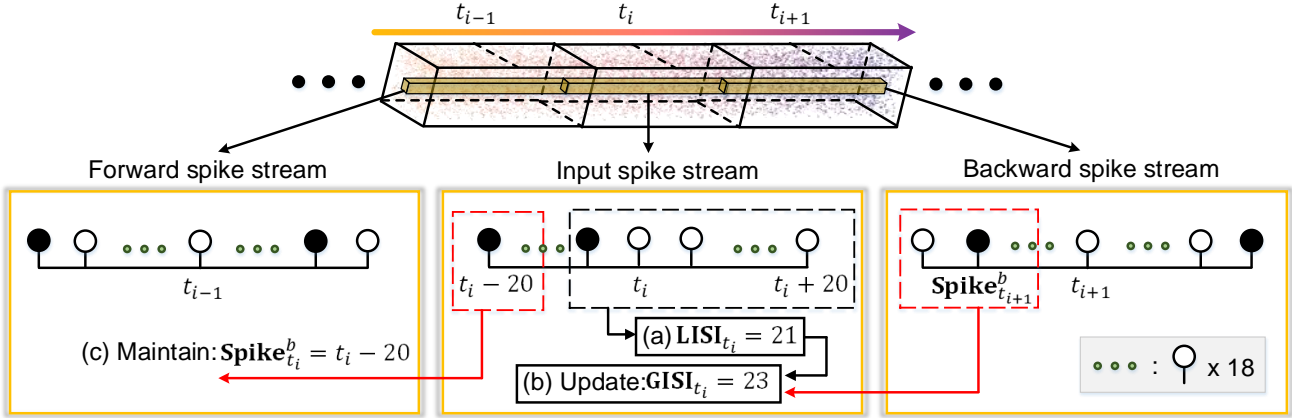 t_{i-1} t_i t_{i+1}
Forward spike stream
Input spike stream
Backward spike stream
t_{i-1}
t_i − 20 t_i t_i + 20
Spike^b_{t_{i+1}} t_{i+1}
(a) LISI_{t_i} = 21
(c) Maintain: Spike^b_{t_i} = t_i − 20
(b) Update: GISI_{t_i} = 23
: x 18